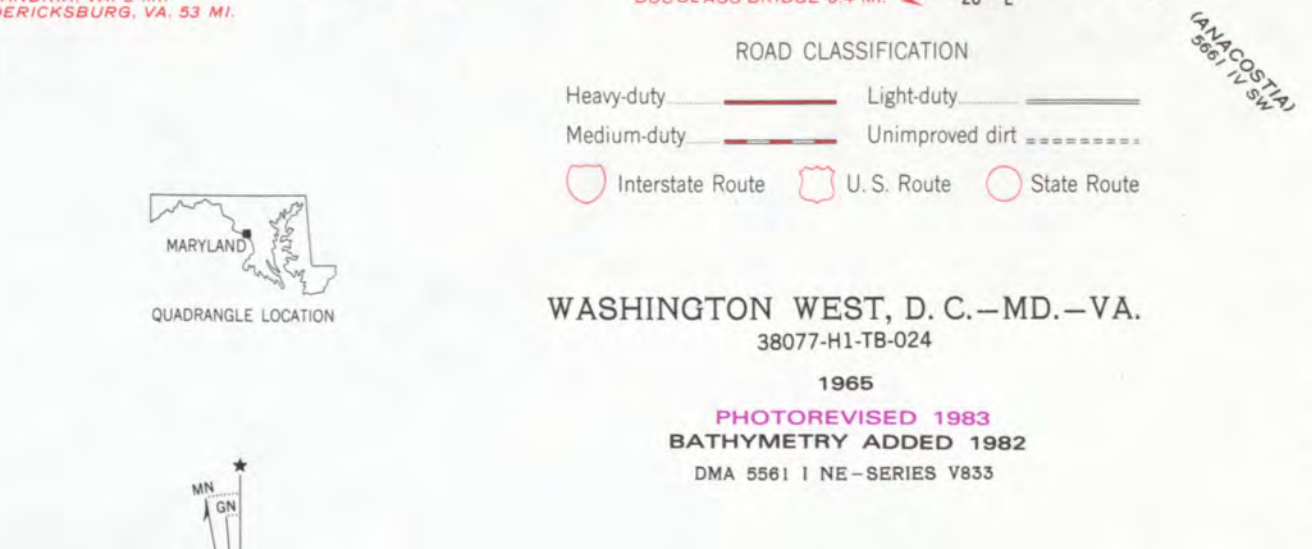 ERICKSBURG, VA. 53 MI.
ROAD CLASSIFICATION
Heavy-duty
Light-duty
Medium-duty
Unimproved dirt
Interstate Route
U. S. Route
State Route
(ANACOSTIA)
5661 IV SW
MARYLAND
QUADRANGLE LOCATION
WASHINGTON WEST, D. C.—MD.—VA.
38077-H1-TB-024
1965
PHOTOREVISED 1983
BATHYMETRY ADDED 1982
DMA 5561 I NE—SERIES V833
MN
GN